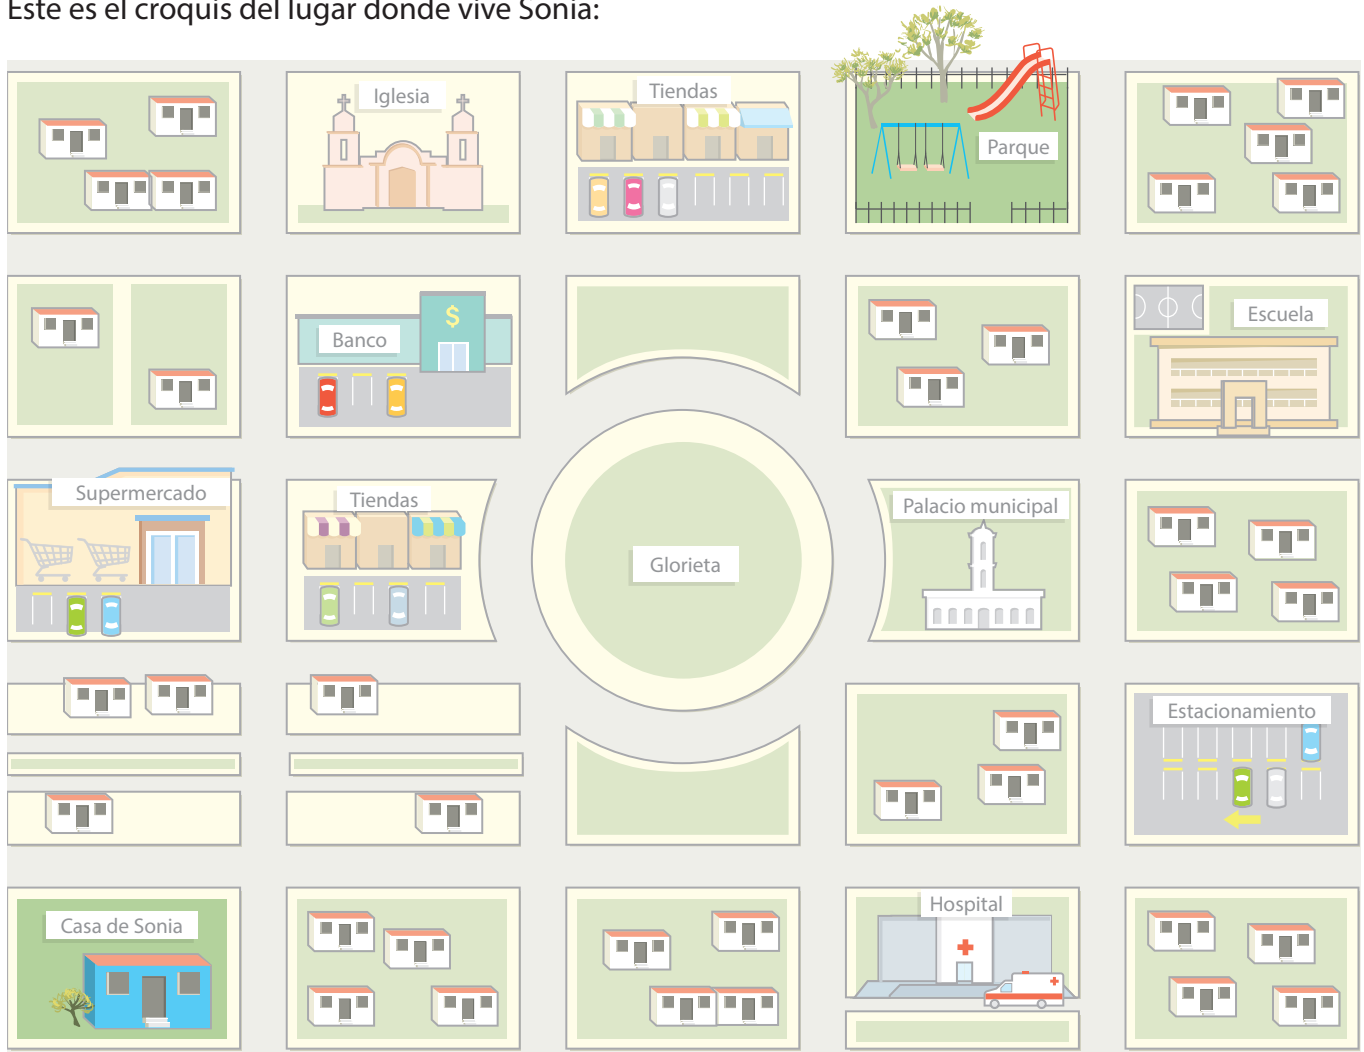 Este es el croquis del lugar donde vive Sonia:
Iglesia
Tiendas
Parque
Banco
$
Escuela
Supermercado
Tiendas
Glorieta
Palacio municipal
Estacionamiento
Casa de Sonia
Hospital